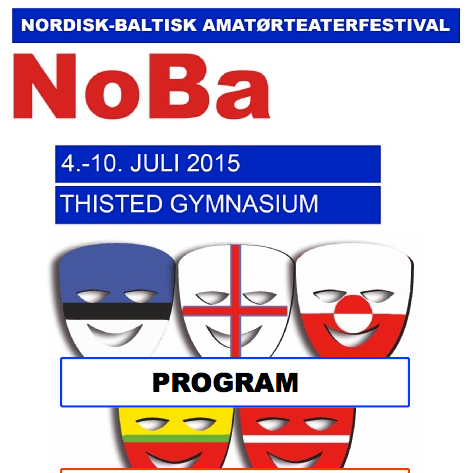 NORDISK-BALTISK AMATØRTEATERFESTIVAL
NoBa
4.-10. JULI 2015
THISTED GYMNASIUM
PROGRAM